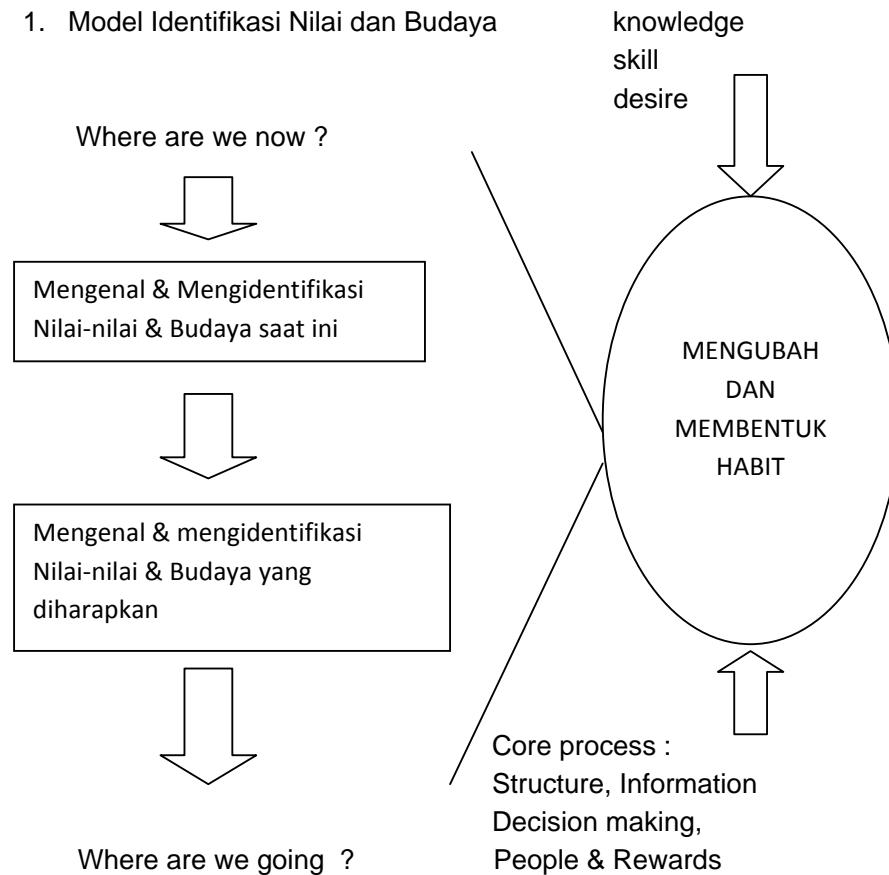 1. Model Identifikasi Nilai dan Budaya
knowledge
skill
desire
Where are we now ?
Mengenal & Mengidentifikasi
Nilai-nilai & Budaya saat ini
Mengenal & mengidentifikasi
Nilai-nilai & Budaya yang
diharapkan
Where are we going ?
MENGUBAH
DAN
MEMBENTUK
HABIT
Core process :
Structure, Information
Decision making,
People & Rewards